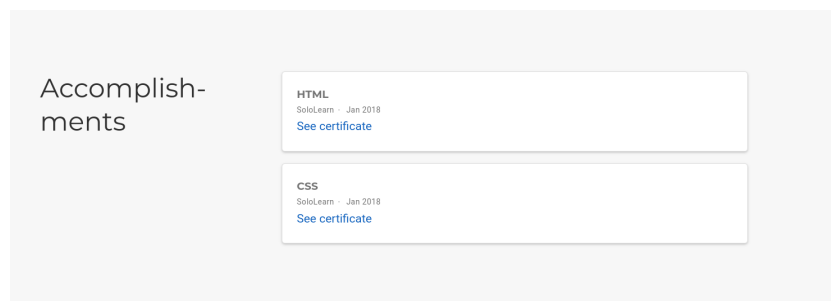 Accomplish-
ments
HTML
SoloLearn · Jan 2018
See certificate
CSS
SoloLearn · Jan 2018
See certificate